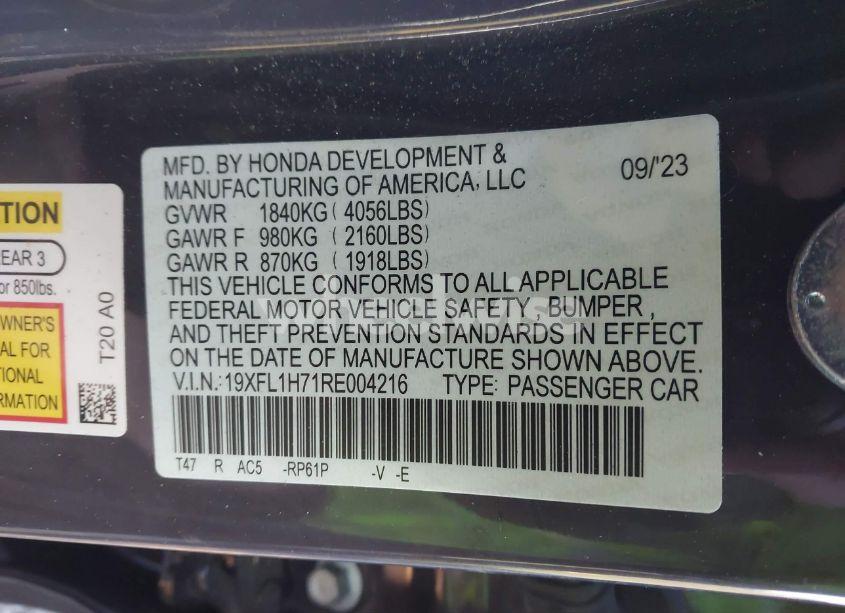 MFD. BY HONDA DEVELOPMENT &
MANUFACTURING OF AMERICA, LLC 09/'23
GVWR 1840KG ( 4056LBS)
GAWR F 980KG ( 2160LBS)
GAWR R 870KG ( 1918LBS)
THIS VEHICLE CONFORMS TO ALL APPLICABLE
FEDERAL MOTOR VEHICLE SAFETY, BUMPER,
AND THEFT PREVENTION STANDARDS IN EFFECT
ON THE DATE OF MANUFACTURE SHOWN ABOVE.
V.I.N.:19XFL1H71RE004216 TYPE: PASSENGER CAR
T47 R AC5 -RP61P -V -E
TION
EAR 3
or 850lbs.
OWNER'S
AL FOR
TIONAL
ORMATION
T20 A0